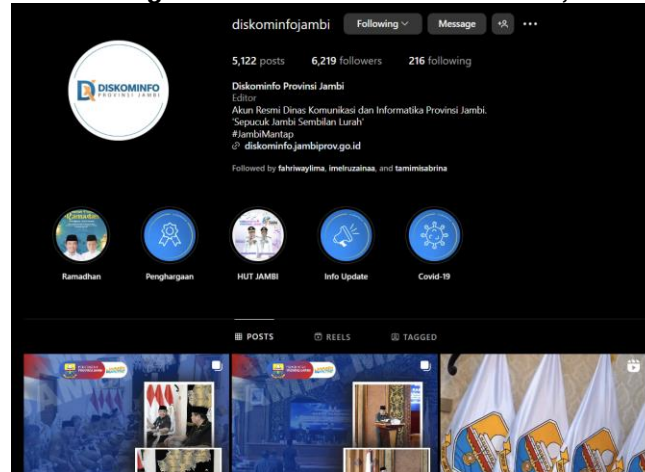 diskominfojambi Following Message
5,122 posts 6,219 followers 216 following
Diskominfo Provinsi Jambi
Editor
Akun Resmi Dinas Komunikasi dan Informatika Provinsi Jambi.
'Sepucuk Jambi Sembilan Lurah'
#JambiMantap
diskominfo.jambiprov.go.id
Followed by fahriwaylima, imelruzainaa, and tamimisabrina
DISKOMINFO
PROVINSI JAMBI
Ramadhan
Ramadhan Penghargaan HUT JAMBI Info Update Covid-19
POSTS REELS TAGGED